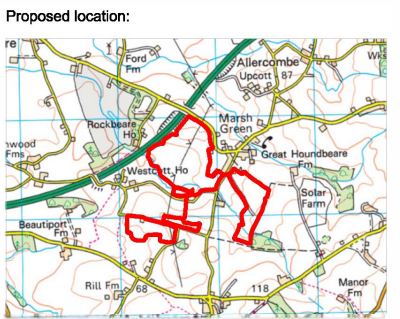 Proposed location:
re
Ford
Fm
Allercombe
Wks
Upcott
87
Rockbeare
Ho
Marsh
Green
nwood
Fms
Westcott Ho
Great Houndbeare
Fm
Solar
Farm
Beautiport
Fm
Rill Fm
68
118
Manor
Fm